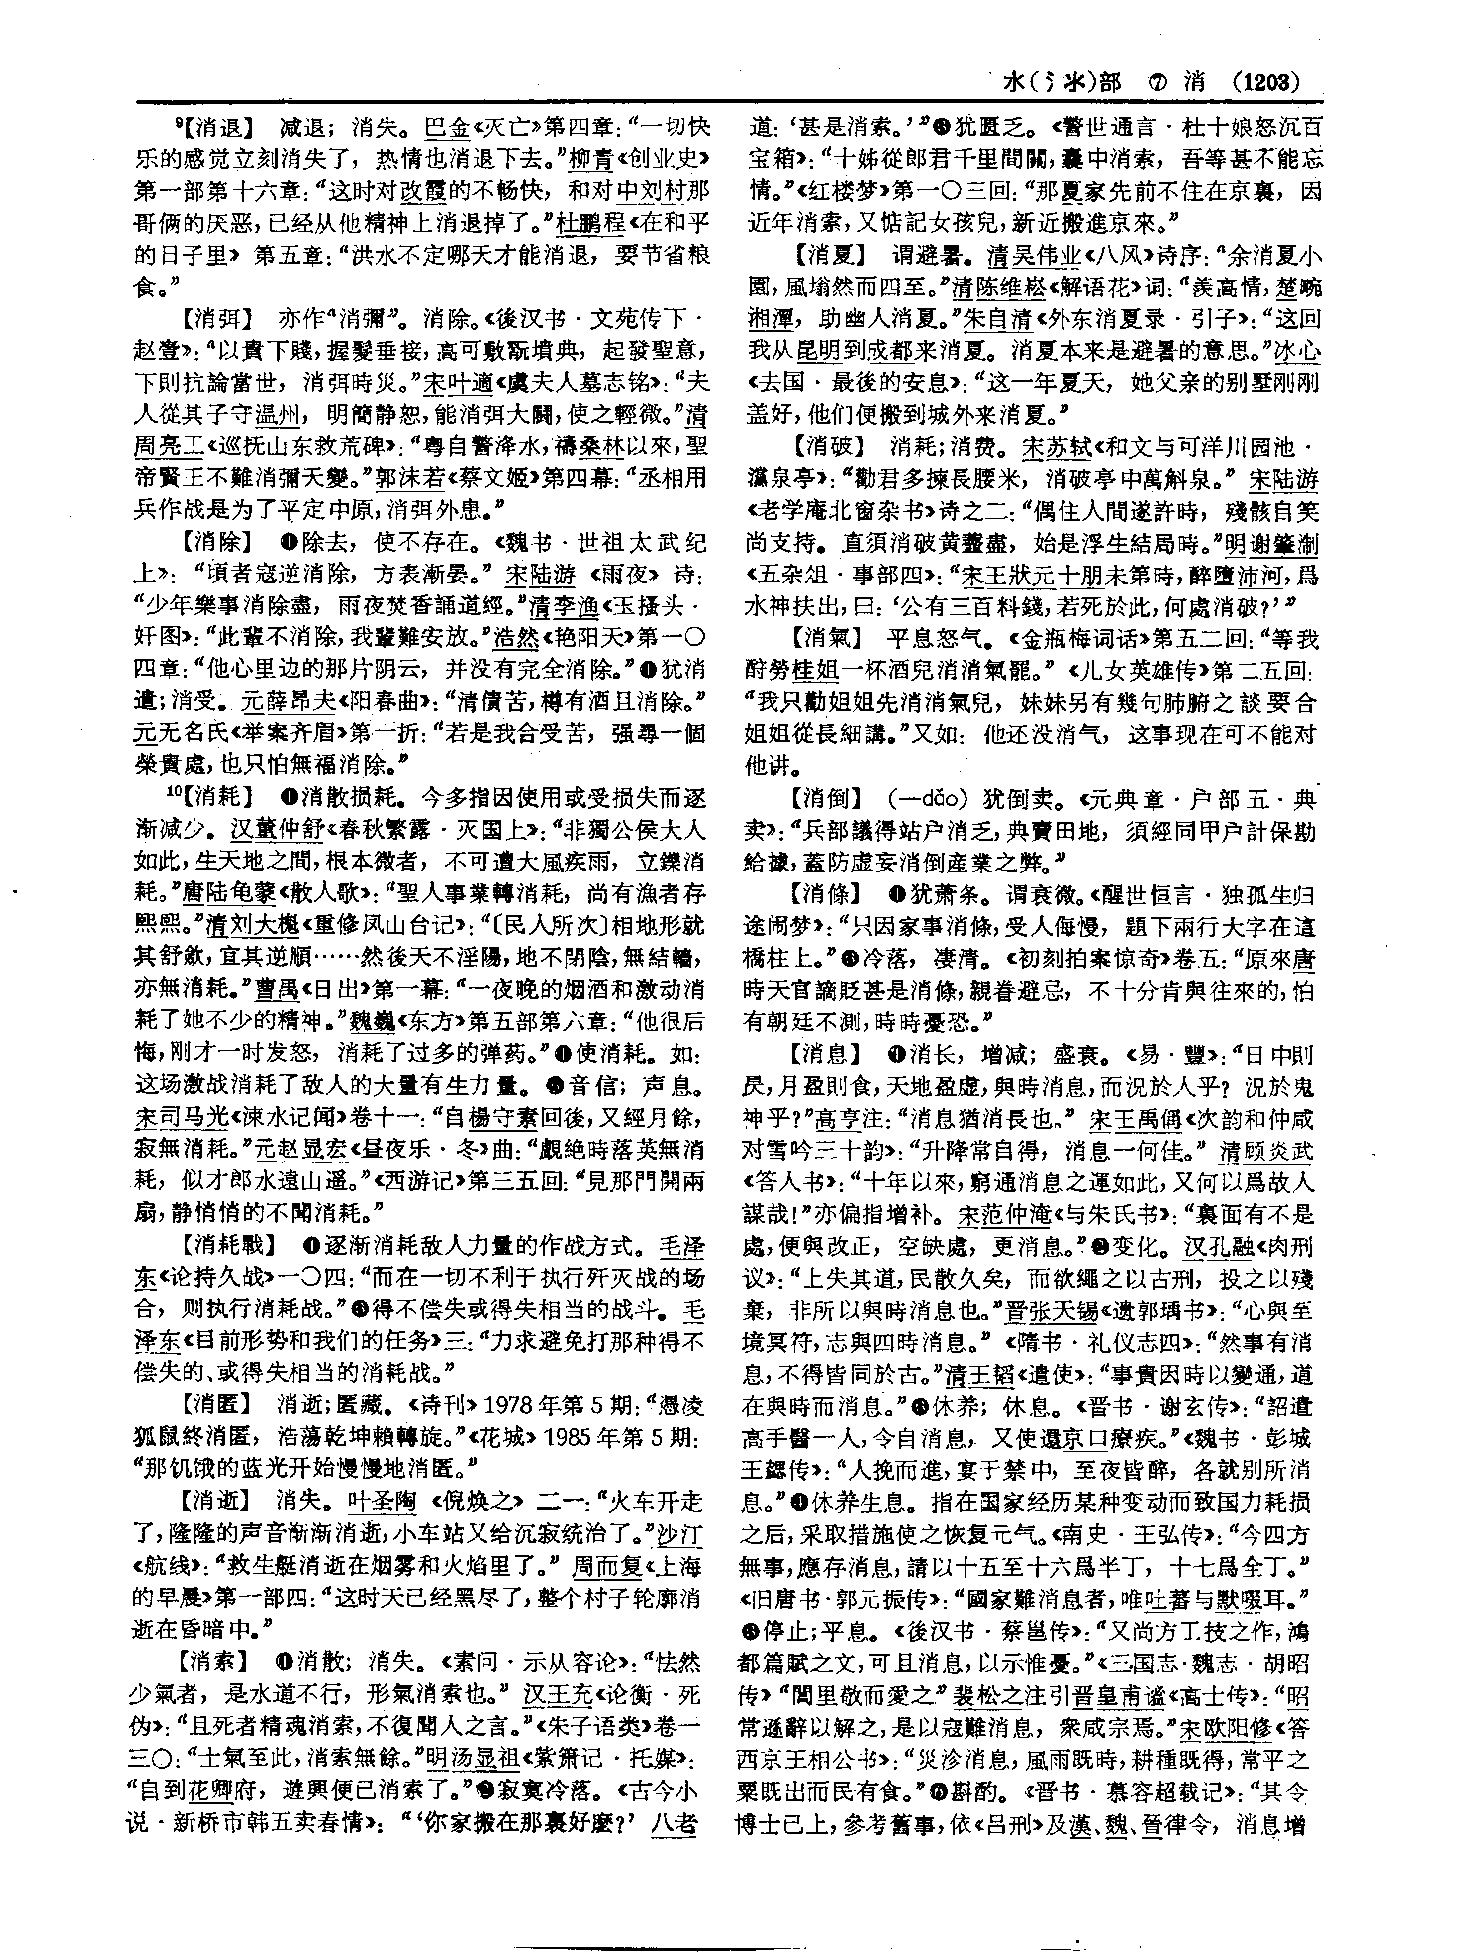 水(氵氺)部 ⑦ 消 (1203)
⁹【消退】 减退；消失。巴金《灭亡》第四章：“一切快
乐的感觉立刻消失了，热情也消退下去。”柳青《创业史》
第一部第十六章：“这时对改霞的不畅快，和对中刘村那
哥俩的厌恶，已经从他精神上消退掉了。”杜鹏程《在和平
的日子里》第五章：“洪水不定哪天才能消退，要节省粮
食。”
【消弭】 亦作“消彌”。消除。《後汉书·文苑传下·
赵壹》：“以貴下賤，握髮垂接，高可敷翫墳典，起發聖意，
下則抗論當世，消弭時災。”宋叶適《虞夫人墓志铭》：“夫
人從其子守温州，明簡静恕，能消弭大鬭，使之輕微。”清
周亮工《巡抚山东救荒碑》：“粤自警洚水，禱桑林以來，聖
帝賢王不難消彌天變。”郭沫若《蔡文姬》第四幕：“丞相用
兵作战是为了平定中原，消弭外患。”
【消除】 ❶除去，使不存在。《魏书·世祖太武纪
上》：“頃者寇逆消除，方表漸晏。”宋陆游《雨夜》诗：
“少年樂事消除盡，雨夜焚香誦道經。”清李渔《玉搔头·
奸图》：“此輩不消除，我輩難安放。”浩然《艳阳天》第一〇
四章：“他心里边的那片阴云，并没有完全消除。”❷犹消
遣；消受。元薛昂夫《阳春曲》：“清債苦，樽有酒且消除。”
元无名氏《举案齐眉》第一折：“若是我合受苦，强尋一個
榮貴處，也只怕無福消除。”
¹⁰【消耗】 ❶消散损耗。今多指因使用或受损失而逐
渐减少。汉董仲舒《春秋繁露·灭国上》：“非獨公侯大人
如此，生天地之間，根本微者，不可遭大風疾雨，立鑠消
耗。”唐陆龟蒙《散人歌》：“聖人事業轉消耗，尚有漁者存
熙熙。”清刘大櫆《重修凤山台记》：“〔民人所次〕相地形就
其舒斂，宜其逆順……然後天不淫陽，地不閉陰，無結轖，
亦無消耗。”曹禺《日出》第一幕：“一夜晚的烟酒和激动消
耗了她不少的精神。”魏巍《东方》第五部第六章：“他很后
悔，刚才一时发怒，消耗了过多的弹药。”❷使消耗。如：
这场激战消耗了敌人的大量有生力量。❸音信；声息。
宋司马光《涑水记闻》卷十一：“自楊守素回後，又經月餘，
寂無消耗。”元赵显宏《昼夜乐·冬》曲：“覷絶時落英無消
耗，似才郎水遠山遥。”《西游记》第三五回：“見那門開兩
扇，静悄悄的不聞消耗。”
【消耗戰】 ❶逐渐消耗敌人力量的作战方式。毛泽
东《论持久战》一〇四：“而在一切不利于执行歼灭战的场
合，则执行消耗战。”❷得不偿失或得失相当的战斗。毛
泽东《目前形势和我们的任务》三：“力求避免打那种得不
偿失的、或得失相当的消耗战。”
【消匿】 消逝；匿藏。《诗刊》1978年第5期：“憑凌
狐鼠終消匿，浩蕩乾坤賴轉旋。”《花城》1985年第5期：
“那饥饿的蓝光开始慢慢地消匿。”
【消逝】 消失。叶圣陶《倪焕之》二一：“火车开走
了，隆隆的声音渐渐消逝，小车站又给沉寂统治了。”沙汀
《航线》：“救生艇消逝在烟雾和火焰里了。”周而复《上海
的早晨》第一部四：“这时天已经黑尽了，整个村子轮廓消
逝在昏暗中。”
【消索】 ❶消散；消失。《素问·示从容论》：“怯然
少氣者，是水道不行，形氣消索也。”汉王充《论衡·死
伪》：“且死者精魂消索，不復聞人之言。”《朱子语类》卷一
三〇：“士氣至此，消索無餘。”明汤显祖《紫箫记·托媒》：
“自到花卿府，遊興便已消索了。”❷寂寞冷落。《古今小
说·新桥市韩五卖春情》：“‘你家搬在那裏好麽？’八老
道：‘甚是消索。’”❸犹匮乏。《警世通言·杜十娘怒沉百
宝箱》：“十姊從郎君千里間關，囊中消索，吾等甚不能忘
情。”《红楼梦》第一〇三回：“那夏家先前不住在京裏，因
近年消索，又惦記女孩兒，新近搬進京來。”
【消夏】 谓避暑。清吴伟业《八风》诗序：“余消夏小
園，風塕然而四至。”清陈维崧《解语花》词：“羨高情，楚畹
湘潭，助幽人消夏。”朱自清《外东消夏录·引子》：“这回
我从昆明到成都来消夏。消夏本来是避暑的意思。”冰心
《去国·最後的安息》：“这一年夏天，她父亲的别墅刚刚
盖好，他们便搬到城外来消夏。”
【消破】 消耗；消费。宋苏轼《和文与可洋川园池·
濛泉亭》：“勸君多揀長腰米，消破亭中萬斛泉。”宋陆游
《老学庵北窗杂书》诗之二：“偶住人間遂許時，殘骸自笑
尚支持。直須消破黄虀盡，始是浮生結局時。”明谢肇淛
《五杂俎·事部四》：“宋王狀元十朋未第時，醉墮沛河，爲
水神扶出，曰：‘公有三百料錢，若死於此，何處消破？’”
【消氣】 平息怒气。《金瓶梅词话》第五二回：“等我
酹勞桂姐一杯酒兒消消氣罷。”《儿女英雄传》第二五回：
“我只勸姐姐先消消氣兒，妹妹另有幾句肺腑之談要合
姐姐從長細講。”又如：他还没消气，这事现在可不能对
他讲。
【消倒】 （—dǎo）犹倒卖。《元典章·户部五·典
卖》：“兵部議得站户消乏，典賣田地，須經同甲户計保勘
給據，蓋防虚妄消倒産業之弊。”
【消條】 ❶犹萧条。谓衰微。《醒世恒言·独孤生归
途闹梦》：“只因家事消條，受人侮慢，題下兩行大字在這
橋柱上。”❷冷落，凄清。《初刻拍案惊奇》卷五：“原來唐
時天官謫貶甚是消條，親眷避忌，不十分肯與往來的，怕
有朝廷不測，時時憂恐。”
【消息】 ❶消长，增减；盛衰。《易·豐》：“日中則
昃，月盈則食，天地盈虚，與時消息，而況於人乎？況於鬼
神乎？”高亨注：“消息猶消長也。”宋王禹偁《次韵和仲咸
对雪吟三十韵》：“升降常自得，消息一何佳。”清顾炎武
《答人书》：“十年以來，窮通消息之運如此，又何以爲故人
謀哉！”亦偏指增补。宋范仲淹《与朱氏书》：“裏面有不是
處，便與改正，空缺處，更消息。”❷变化。汉孔融《肉刑
议》：“上失其道，民散久矣，而欲繩之以古刑，投之以殘
棄，非所以與時消息也。”晋张天锡《遗郭瑀书》：“心與至
境冥符，志與四時消息。”《隋书·礼仪志四》：“然事有消
息，不得皆同於古。”清王韬《遣使》：“事貴因時以變通，道
在與時而消息。”❸休养；休息。《晋书·谢玄传》：“詔遣
高手醫一人，令自消息，又使還京口療疾。”《魏书·彭城
王勰传》：“人挽而進，宴于禁中，至夜皆醉，各就别所消
息。”❹休养生息。指在国家经历某种变动而致国力耗损
之后，采取措施使之恢复元气。《南史·王弘传》：“今四方
無事，應存消息，請以十五至十六爲半丁，十七爲全丁。”
《旧唐书·郭元振传》：“國家難消息者，唯吐蕃与默啜耳。”
❺停止；平息。《後汉书·蔡邕传》：“又尚方工技之作，鴻
都篇賦之文，可且消息，以示惟憂。”《三国志·魏志·胡昭
传》“閭里敬而愛之”裴松之注引晋皇甫谧《高士传》：“昭
常遜辭以解之，是以寇難消息，衆咸宗焉。”宋欧阳修《答
西京王相公书》：“災沴消息，風雨既時，耕種既得，常平之
粟既出而民有食。”❻斟酌。《晋书·慕容超载记》：“其令
博士已上，參考舊事，依《吕刑》及漢、魏、晉律令，消息增